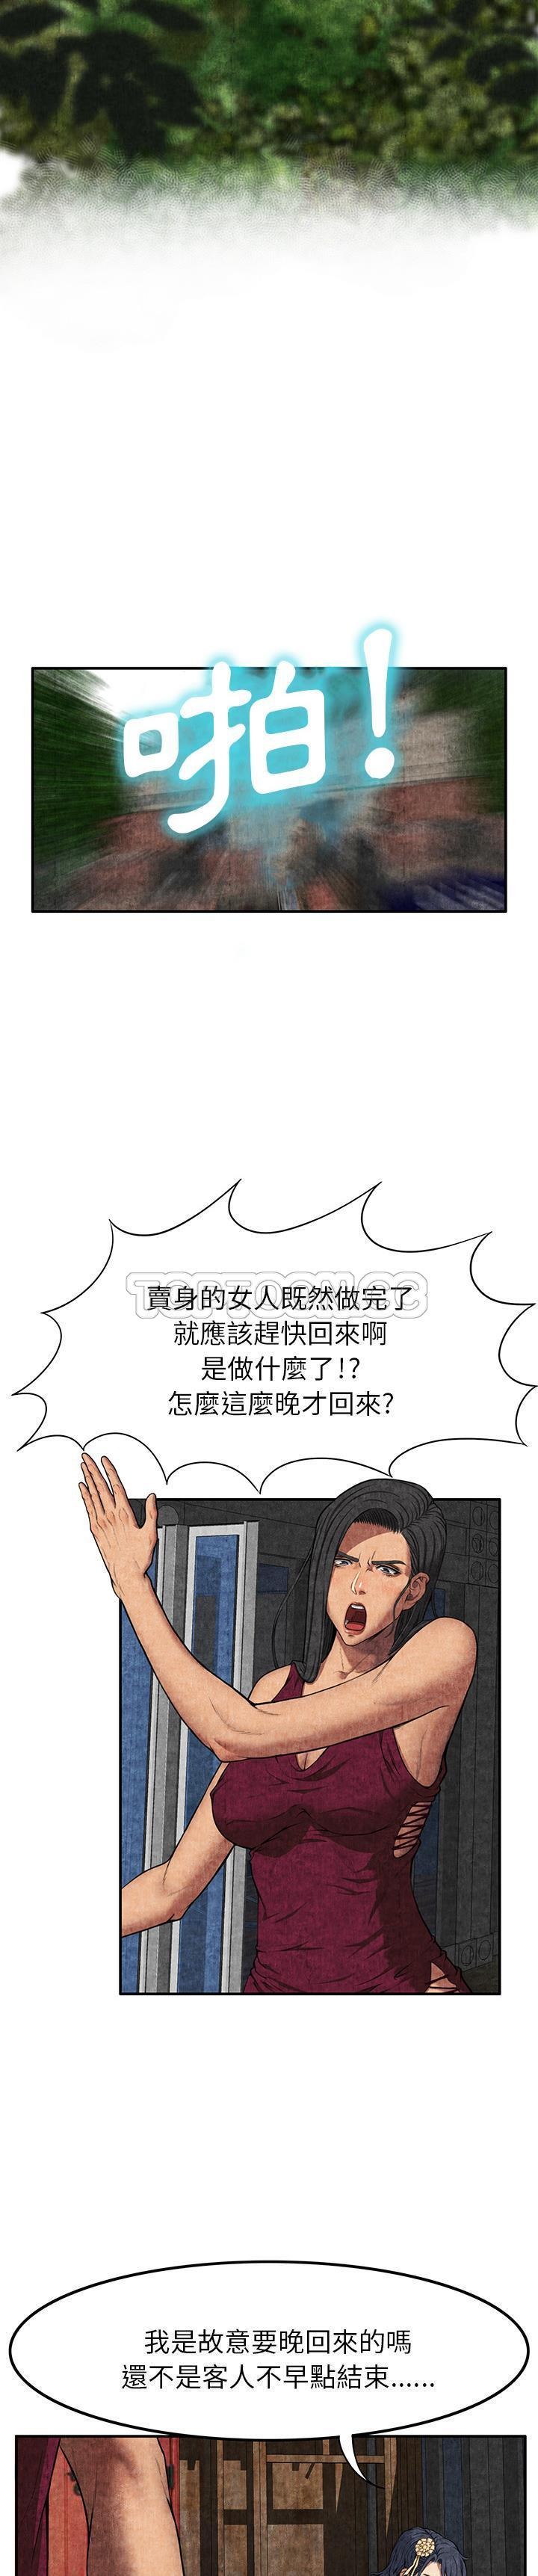 啪!
TOPTOON.CC
賣身的女人既然做完了
就應該趕快回來啊
是做什麼了!?
怎麼這麼晚才回來?
我是故意要晚回來的嗎
還不是客人不早點結束......